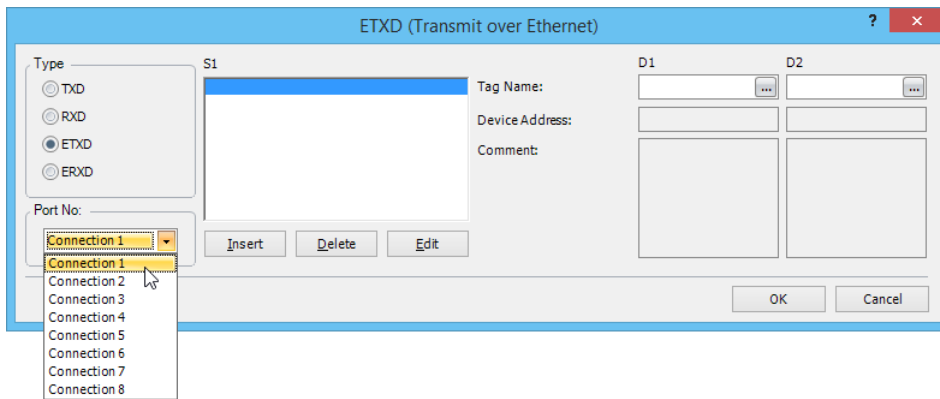 ETXD (Transmit over Ethernet)
?
Type
TXD
RXD
ETXD
ERXD
Port No:
Connection 1
Connection 1
Connection 2
Connection 3
Connection 4
Connection 5
Connection 6
Connection 7
Connection 8
S1
Insert Delete Edit
D1 D2
Tag Name: ... ...
Device Address:
Comment:
OK Cancel